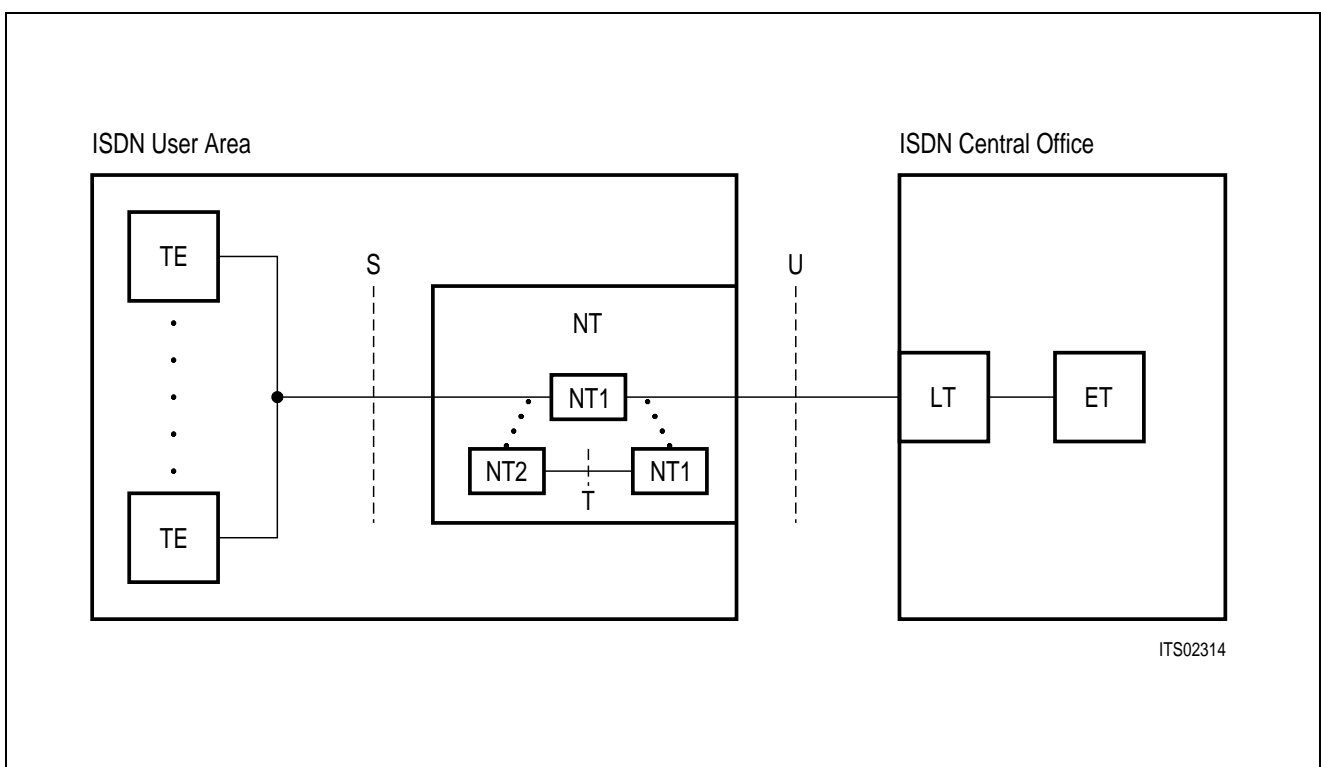 ISDN User Area
ISDN Central Office
TE
S
U
NT
NT1
LT
ET
NT2
NT1
T
TE
ITS02314